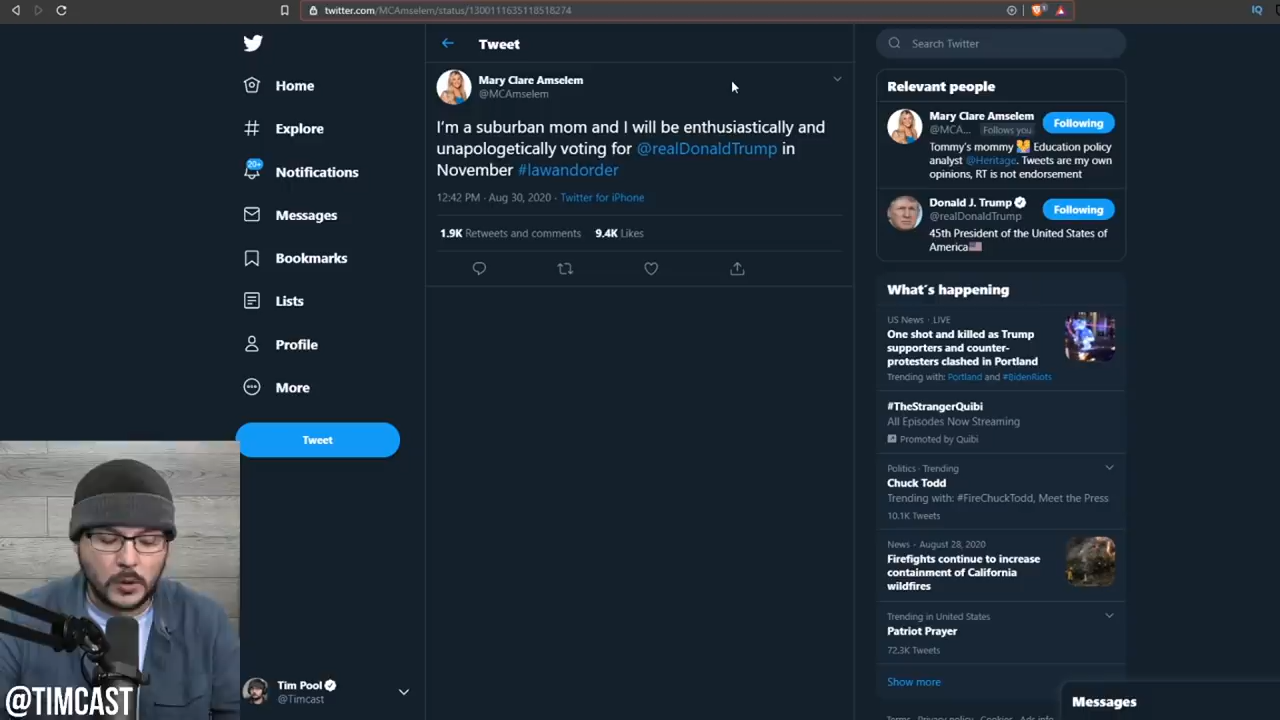 twitter.com/MCAmselem/status/1300111635118518274
IQ
Home
Explore
20+
Notifications
Messages
Bookmarks
Lists
Profile
More
Tweet
Tim Pool
@Timcast
@TIMCAST
Tweet
Mary Clare Amselem
@MCAmselem
I'm a suburban mom and I will be enthusiastically and
unapologetically voting for @realDonaldTrump in
November #lawandorder
12:42 PM · Aug 30, 2020 · Twitter for iPhone
1.9K Retweets and comments 9.4K Likes
Search Twitter
Relevant people
Mary Clare Amselem
@MCA... Follows you
Following
Tommy's mommy Education policy
analyst @Heritage. Tweets are my own
opinions, RT is not endorsement
Donald J. Trump
@realDonaldTrump
Following
45th President of the United States of
America
What's happening
US News · LIVE
One shot and killed as Trump
supporters and counter-
protesters clashed in Portland
Trending with: Portland and #BidenRiots
#TheStrangerQuibi
All Episodes Now Streaming
Promoted by Quibi
Politics · Trending
Chuck Todd
Trending with: #FireChuckTodd, Meet the Press
10.1K Tweets
News · August 28, 2020
Firefights continue to increase
containment of California
wildfires
Trending in United States
Patriot Prayer
72.3K Tweets
Show more
Messages